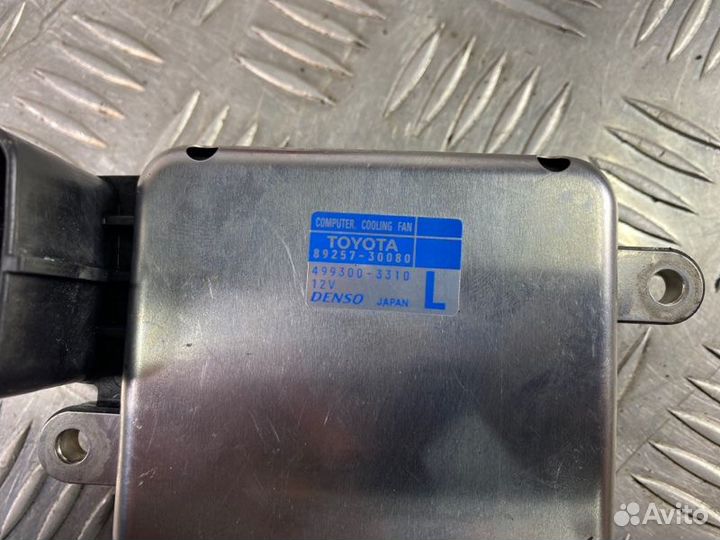 COMPUTER. COOLING FAN
TOYOTA
89257-30080
499300-3310
12V
DENSO JAPAN L
Avito